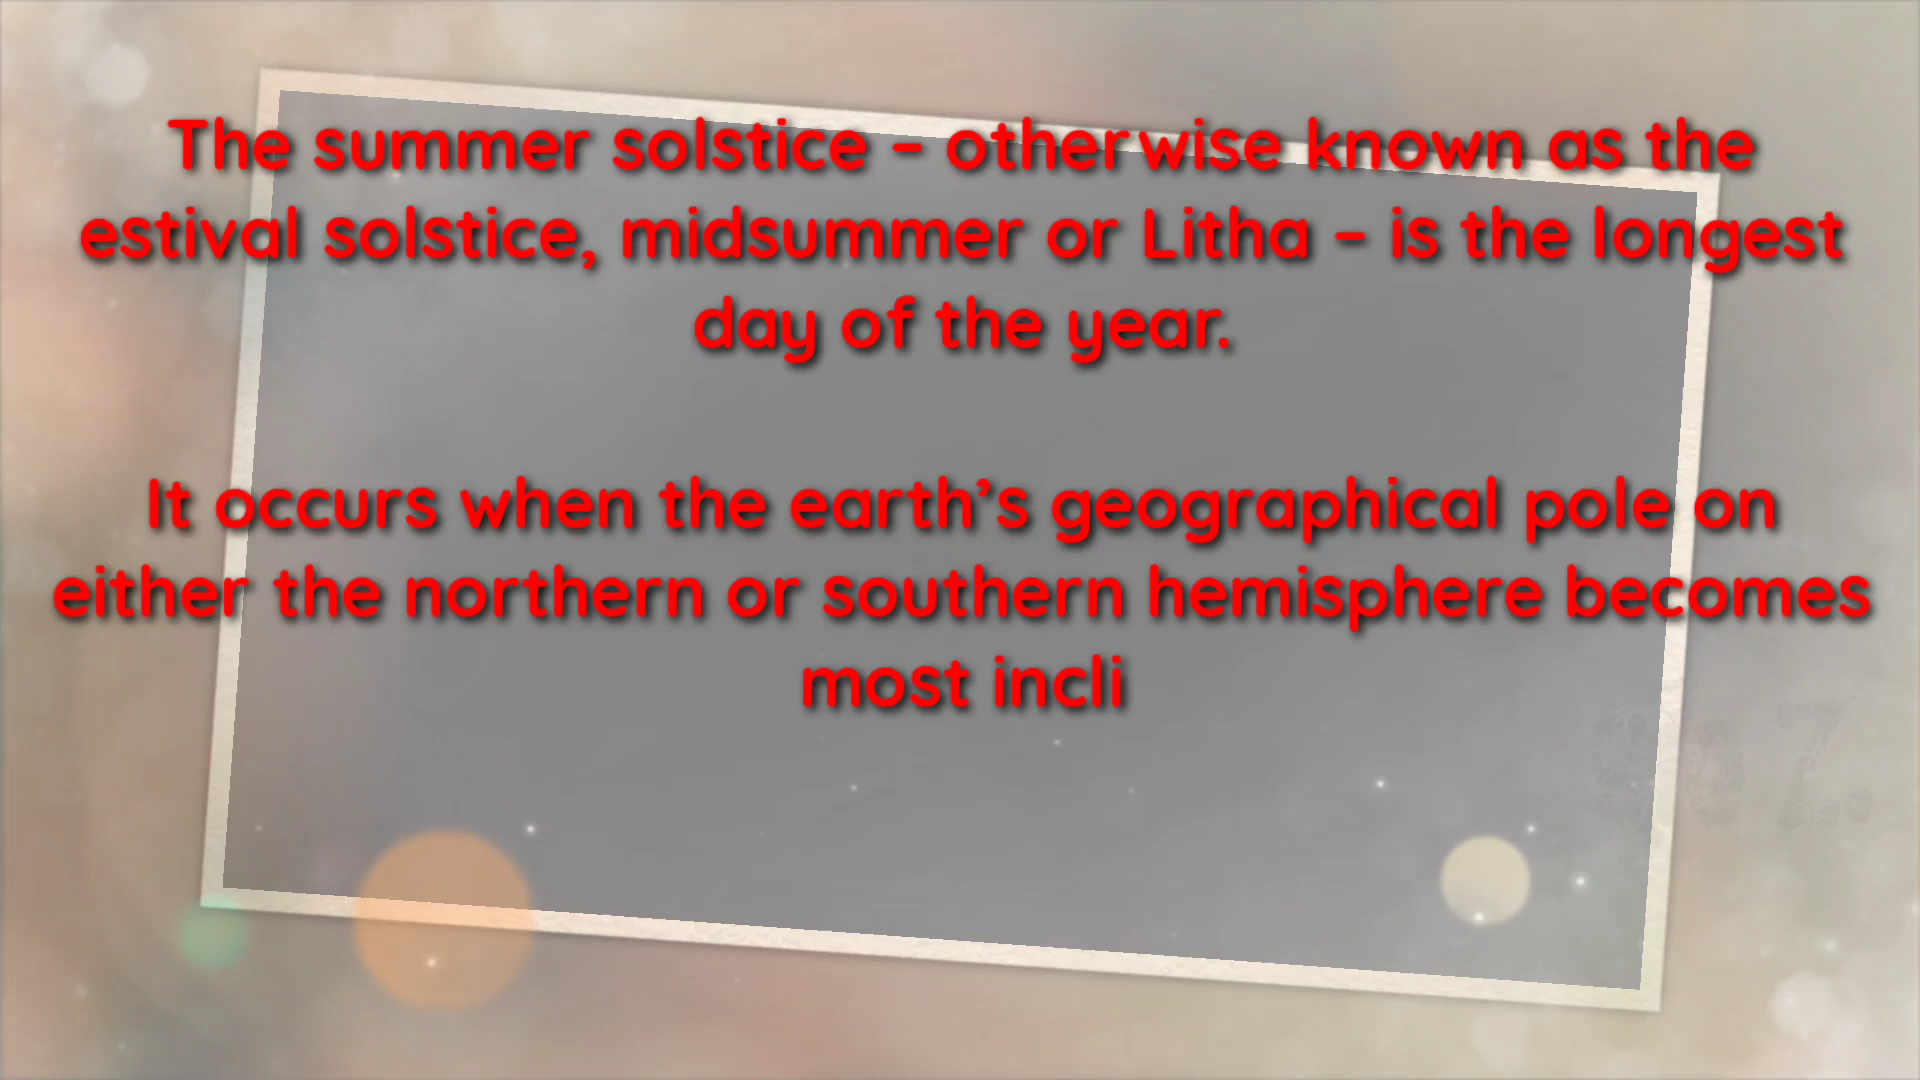 The summer solstice – otherwise known as the
estival solstice, midsummer or Litha – is the longest
day of the year.
It occurs when the earth’s geographical pole on
either the northern or southern hemisphere becomes
most incli